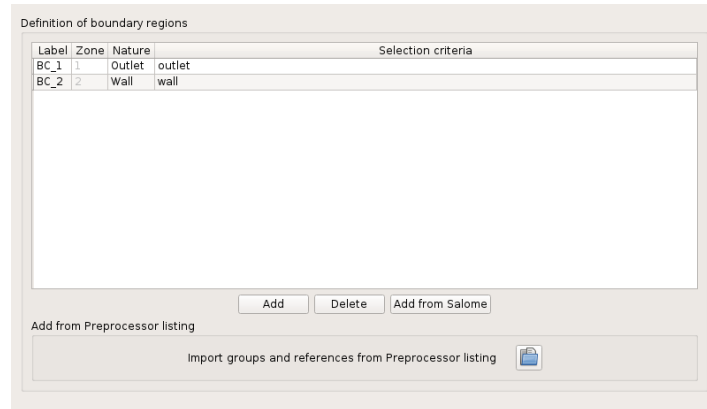 Definition of boundary regions
Label Zone Nature Selection criteria
BC_1 1 Outlet outlet
BC_2 2 Wall wall
Add Delete Add from Salome
Add from Preprocessor listing
Import groups and references from Preprocessor listing